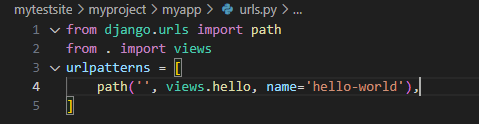 mytestsite > myproject > myapp > urls.py > ...
1 from django.urls import path
2 from . import views
3 urlpatterns = [
4     path('', views.hello, name='hello-world'),
5 ]